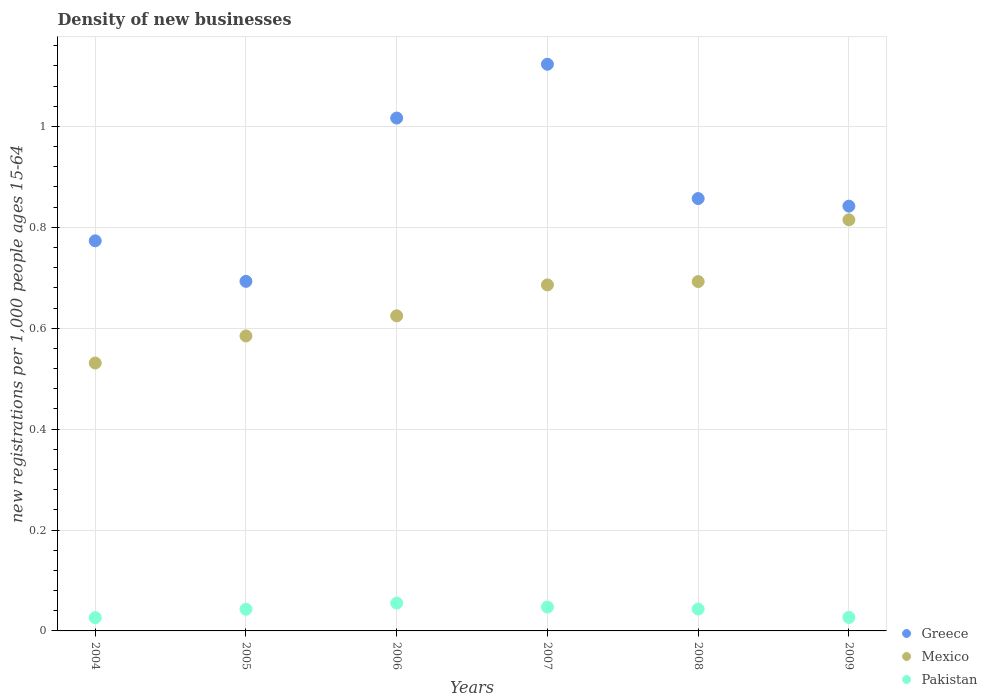 Density of new businesses
new registrations per 1,000 people ages 15-64
1
0.8
0.6
0.4
0.2
0
2004
2005
2006
2007
2008
2009
Years
Greece
Mexico
Pakistan